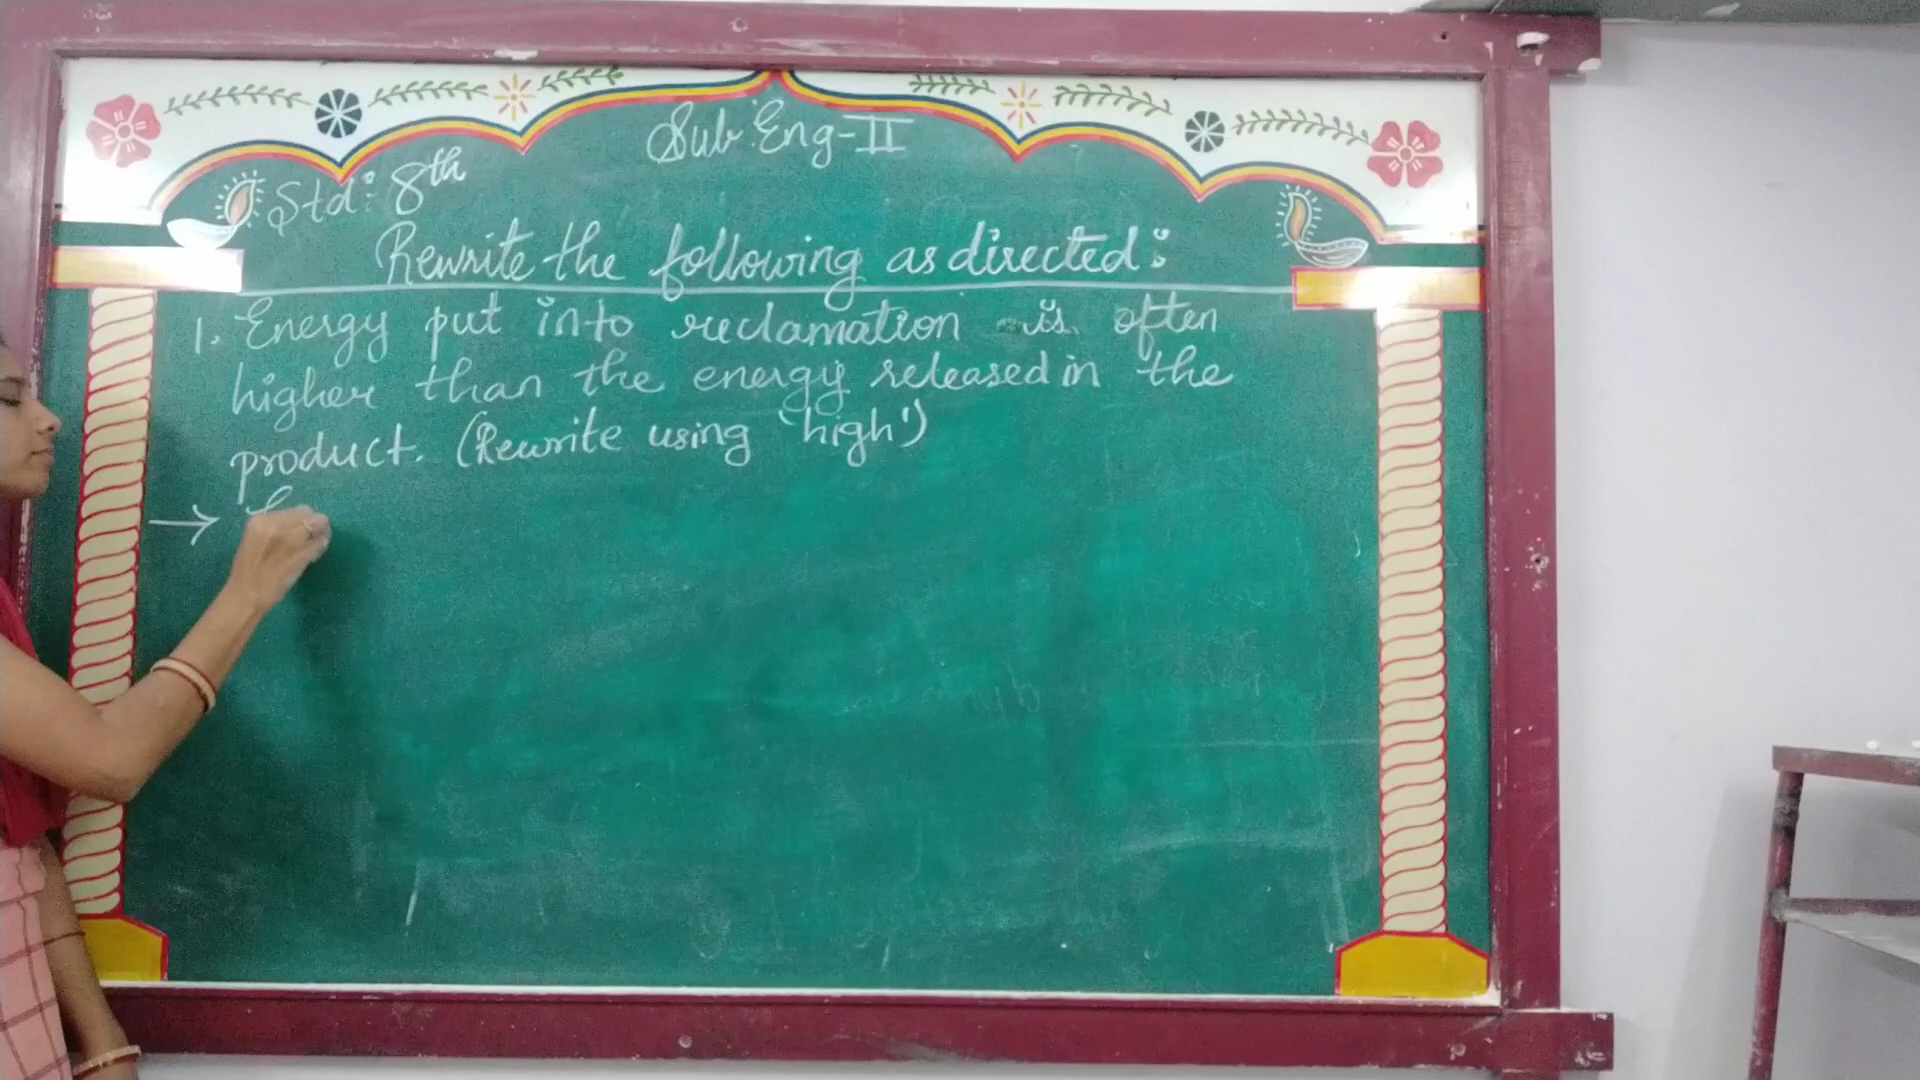 Sub: Eng-II
Std: 8th
Rewrite the following as directed:
1. Energy put into reclamation is often
higher than the energy released in the
product. (Rewrite using 'high')
→